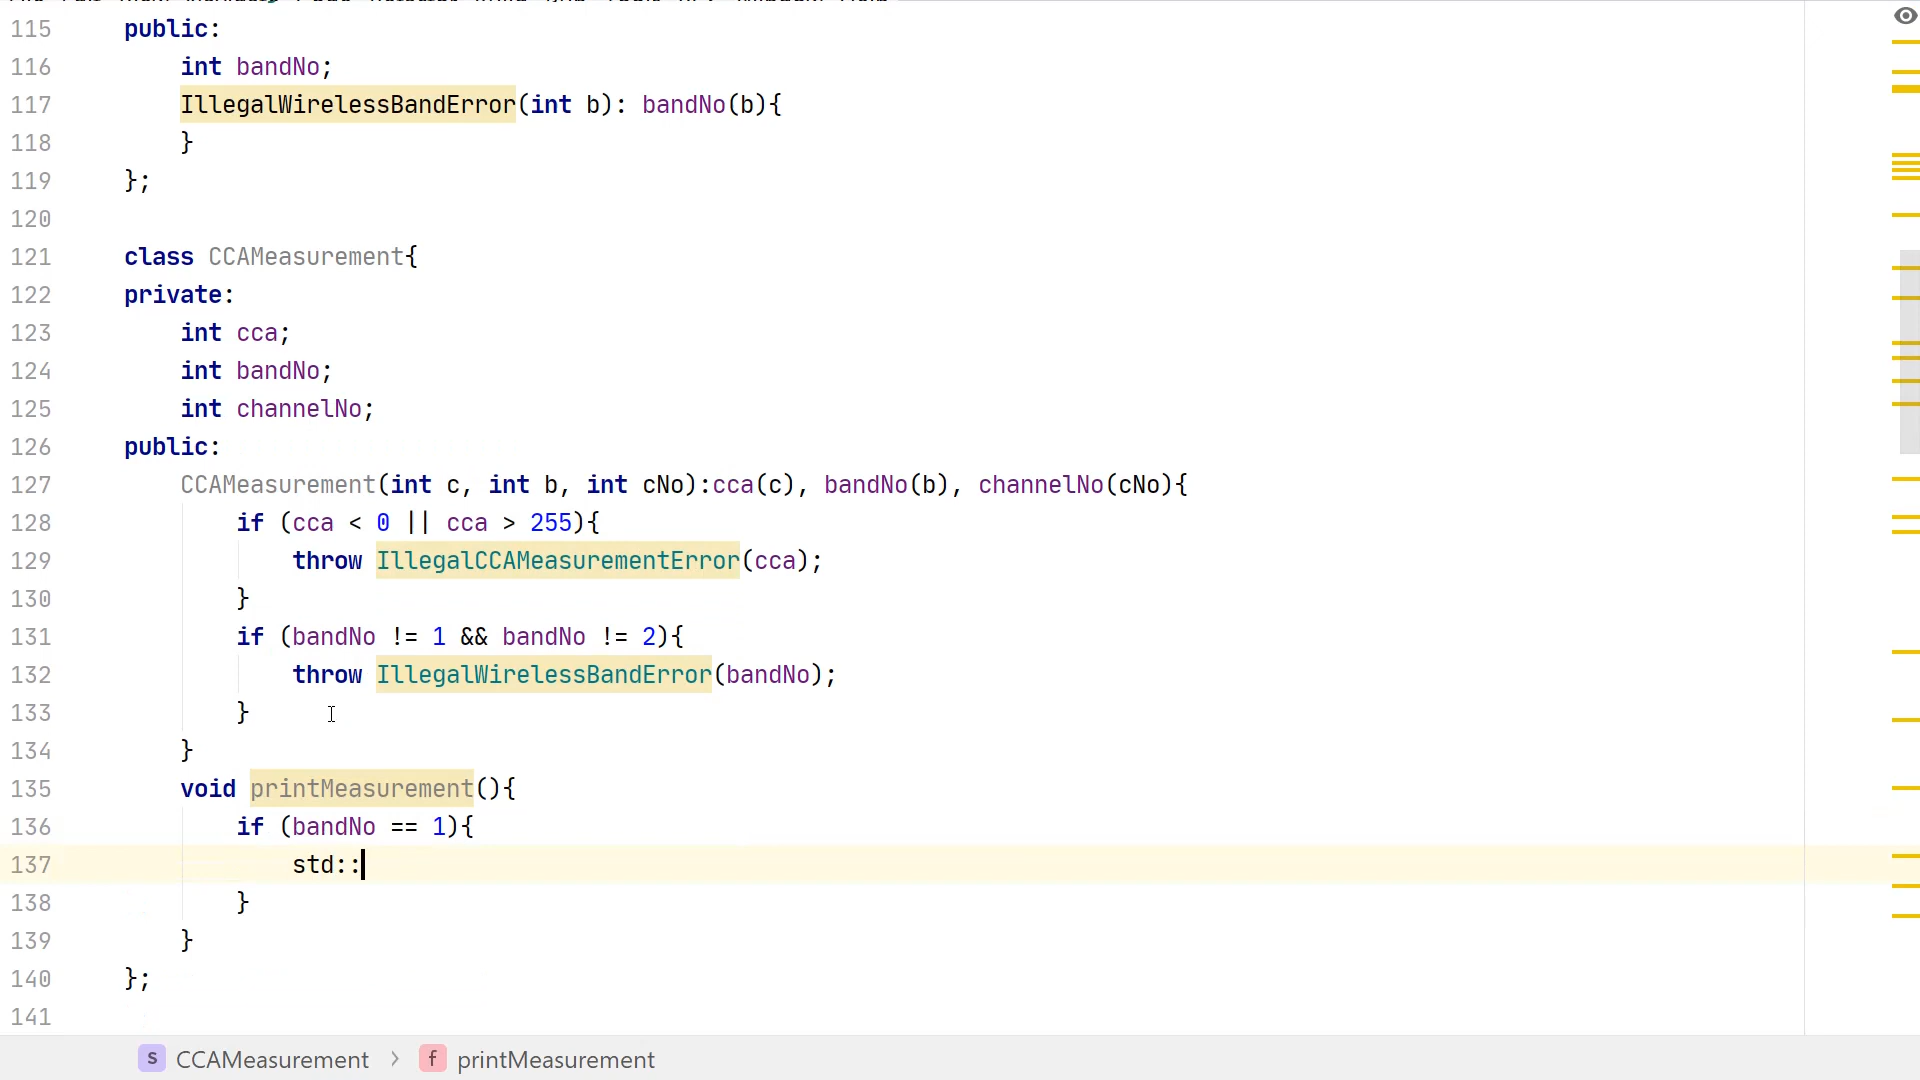 115 public:
116 int bandNo;
117 IllegalWirelessBandError(int b): bandNo(b){
118 }
119 };
120
121 class CCAMeasurement{
122 private:
123 int cca;
124 int bandNo;
125 int channelNo;
126 public:
127 CCAMeasurement(int c, int b, int cNo):cca(c), bandNo(b), channelNo(cNo){
128 if (cca < 0 || cca > 255){
129 throw IllegalCCAMeasurementError(cca);
130 }
131 if (bandNo != 1 && bandNo != 2){
132 throw IllegalWirelessBandError(bandNo);
133 }
134 }
135 void printMeasurement(){
136 if (bandNo == 1){
137 std::
138 }
139 }
140 };
141
S CCAMeasurement > f printMeasurement